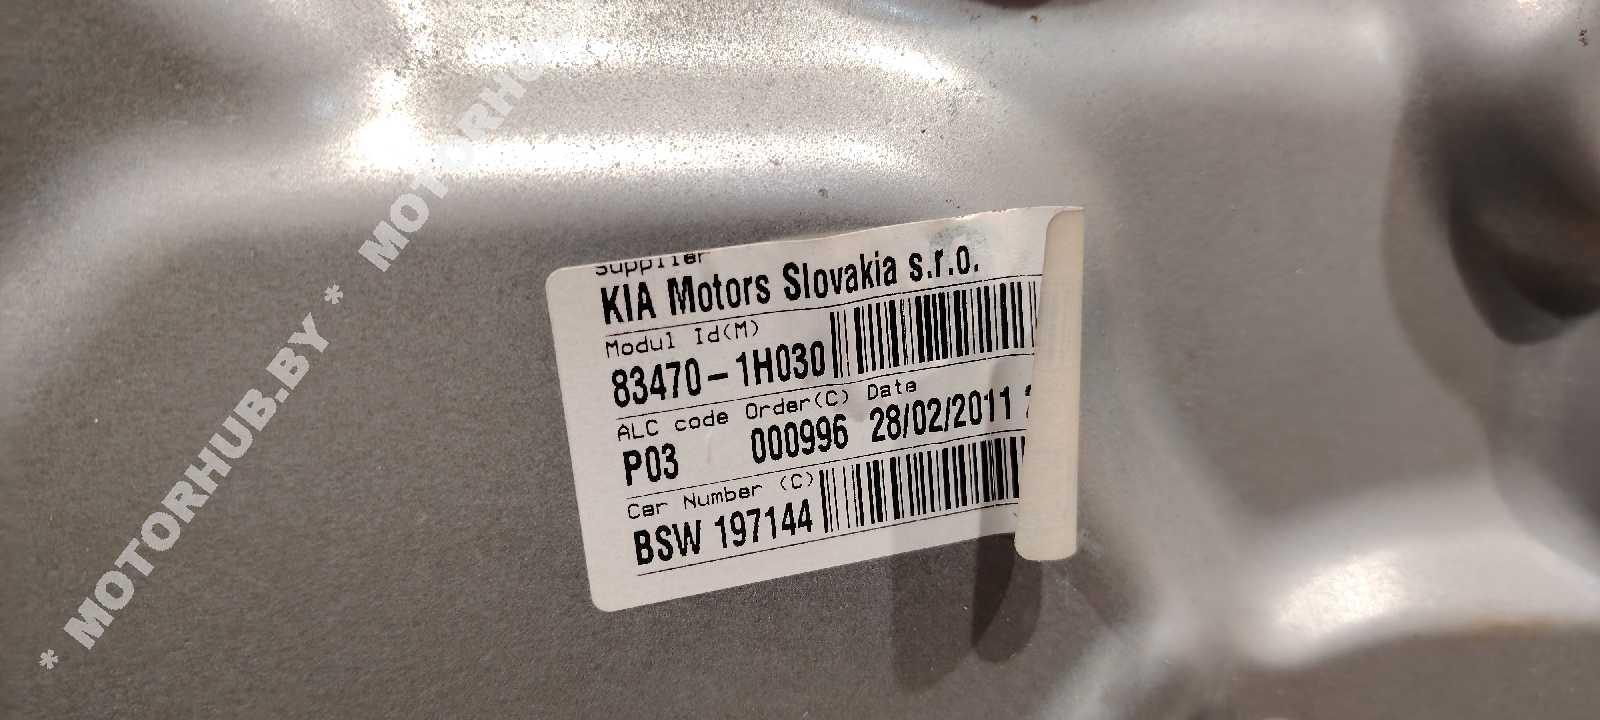 Supplier
KIA Motors Slovakia s.r.o.
Modul Id(M)
83470-1H030
ALC code Order(C) Date
P03 000996 28/02/2011
Car Number (C)
BSW 197144
* MOTORHUB.BY * MOTORHUB